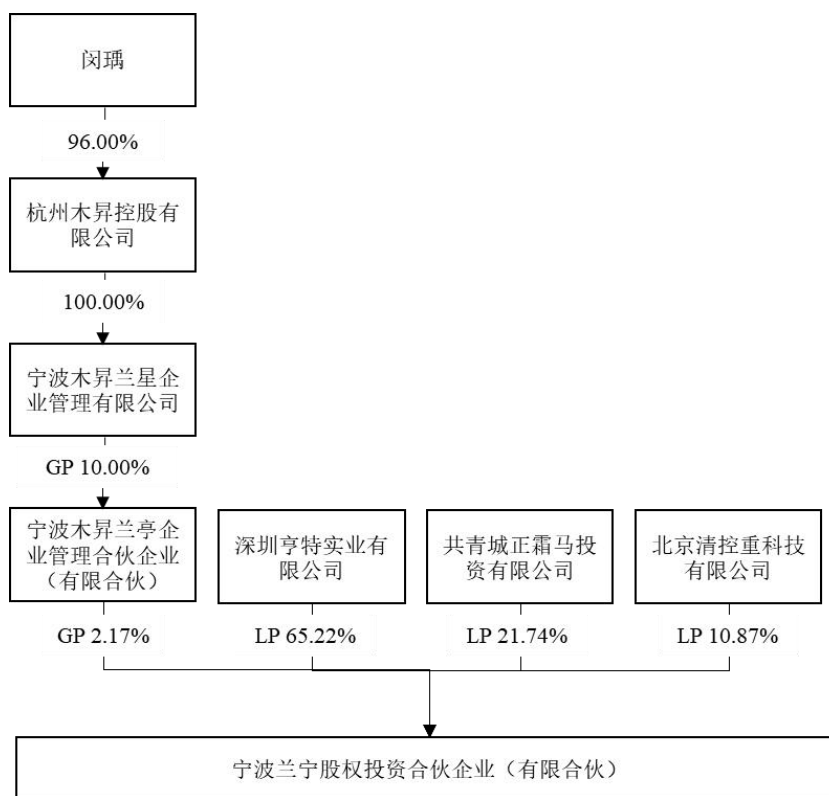 闵瑀
96.00%
杭州木昇控股有
限公司
100.00%
宁波木昇兰星企
业管理有限公司
GP 10.00%
宁波木昇兰亭企
业管理合伙企业
（有限合伙）
深圳亨特实业有
限公司
共青城正霜马投
资有限公司
北京清控重科技
有限公司
GP 2.17%
LP 65.22%
LP 21.74%
LP 10.87%
宁波兰宁股权投资合伙企业（有限合伙）